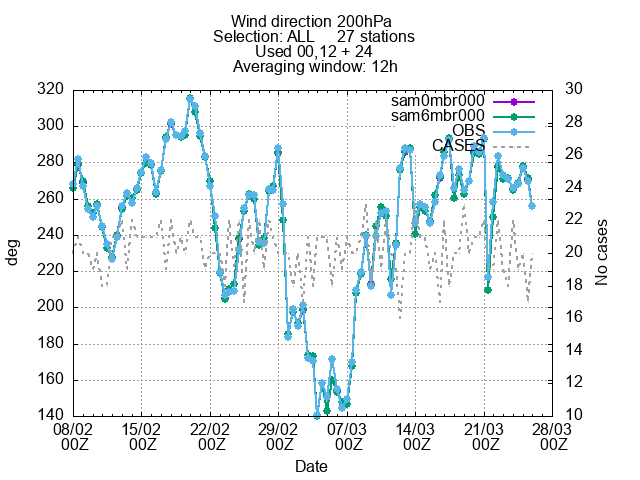 Wind direction 200hPa
Selection: ALL 27 stations
Used 00,12 + 24
Averaging window: 12h
sam0mbr000
sam6mbr000
OBS
CASES
deg
320
300
280
260
240
220
200
180
160
140
No cases
30
28
26
24
22
20
18
16
14
12
10
08/02 15/02 22/02 29/02 07/03 14/03 21/03 28/03
00Z 00Z 00Z 00Z 00Z 00Z 00Z 00Z
Date